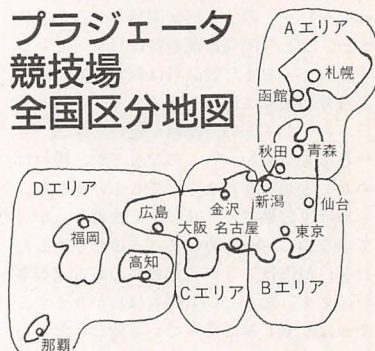 プラジェータ
競技場
全国区分地図
Aエリア
札幌
函館
秋田
青森
Dエリア
広島
金沢
新潟
仙台
福岡
大阪
名古屋
東京
高知
Cエリア
Bエリア
那覇